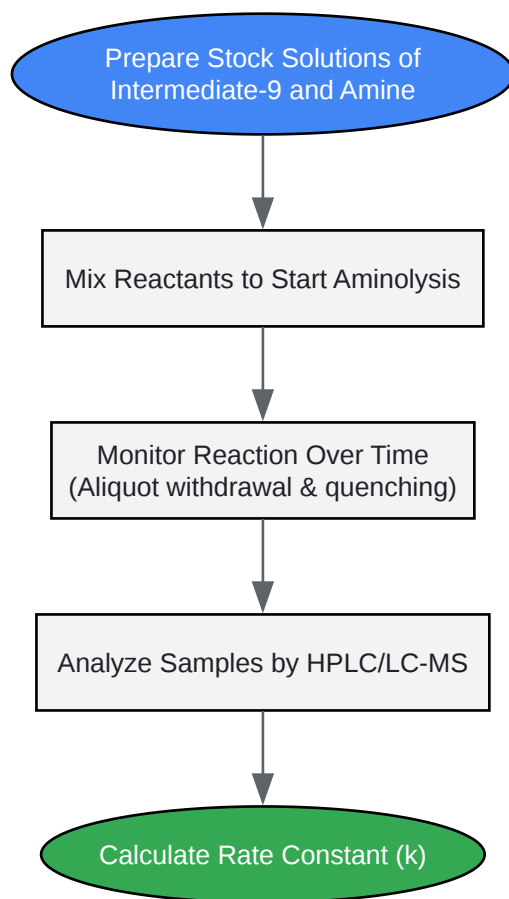 Prepare Stock Solutions of
Intermediate-9 and Amine
Mix Reactants to Start Aminolysis
Monitor Reaction Over Time
(Aliquot withdrawal & quenching)
Analyze Samples by HPLC/LC-MS
Calculate Rate Constant (k)